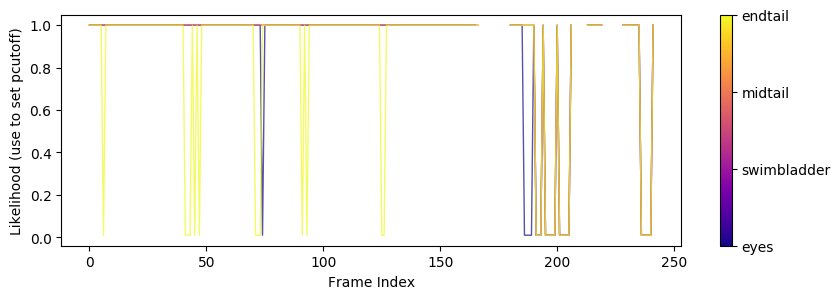 Likelihood (use to set pcutoff)
1.0
0.8
0.6
0.4
0.2
0.0
0
50
100
150
200
250
Frame Index
endtail
midtail
swimbladder
eyes